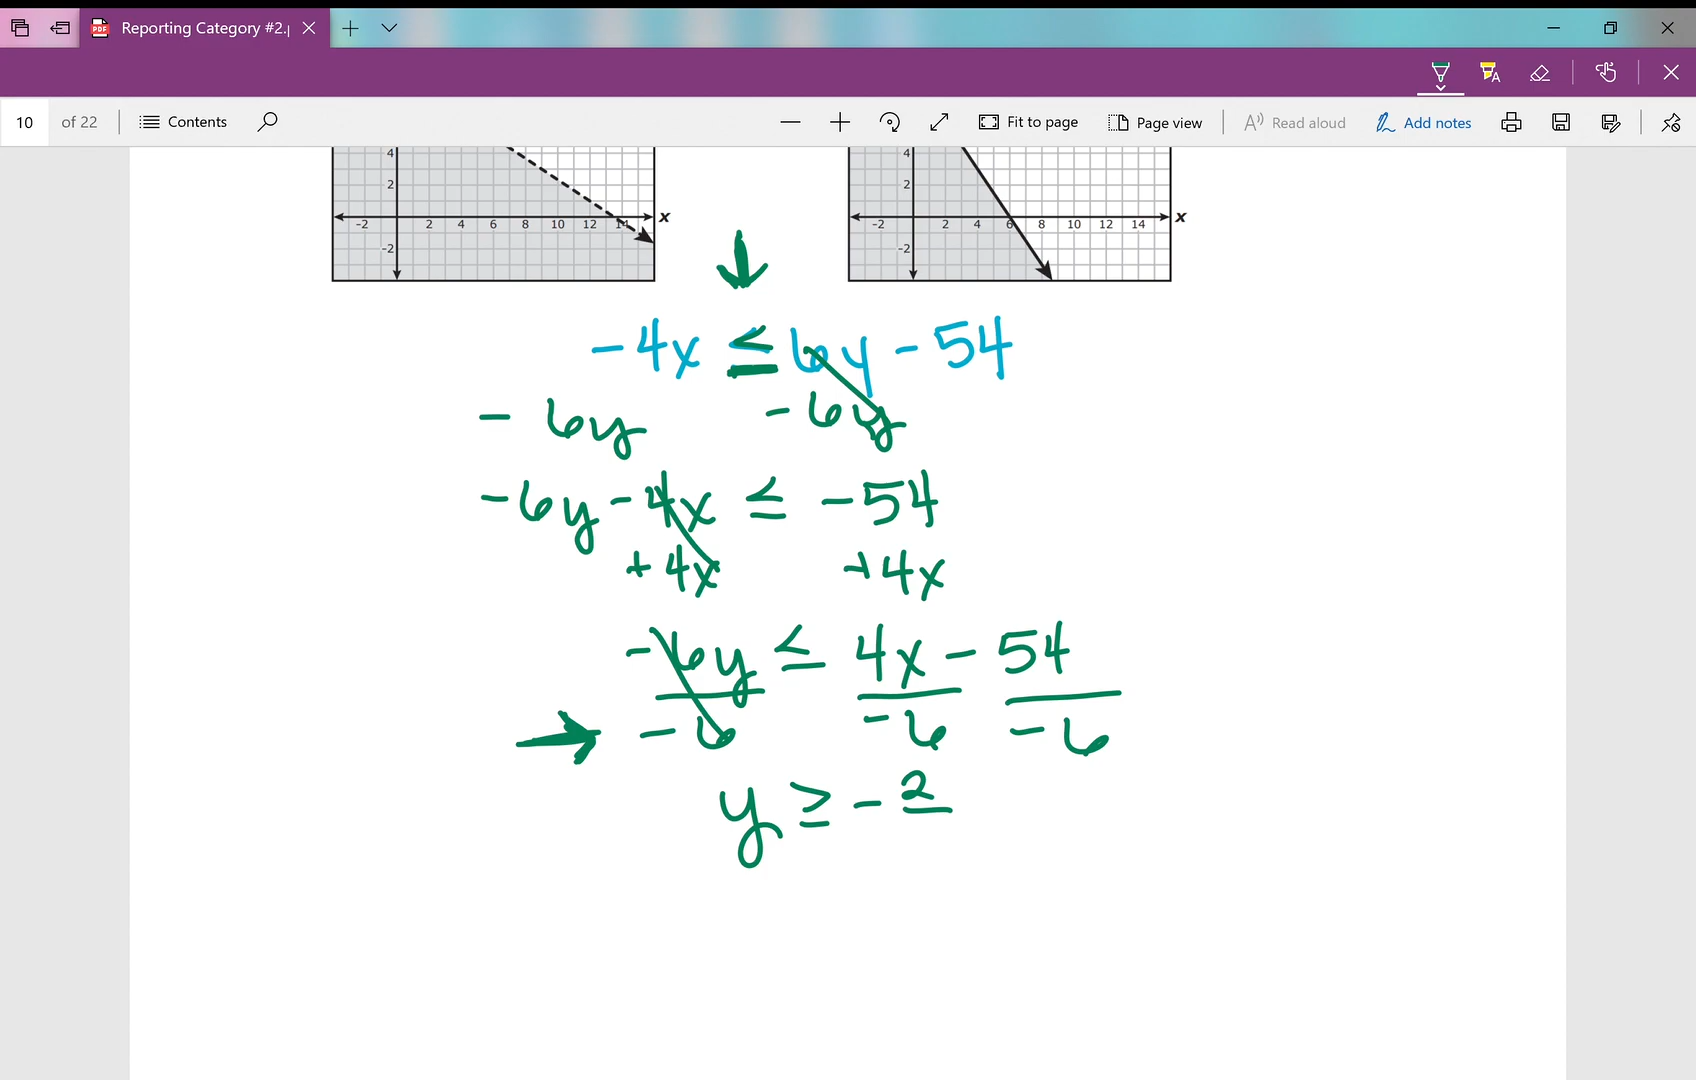 Reporting Category #2.p
10 of 22 Contents Fit to page Page view Read aloud Add notes
4 4
2 2
-2 2 4 6 8 10 12 14 x -2 2 4 6 8 10 12 14 x
-2 -2
-4x ≤ 6y - 54
- 6y - 6y
-6y - 4x ≤ -54
+ 4x + 4x
-6y ≤ 4x - 54
-6 -6 -6
y ≥ - 2